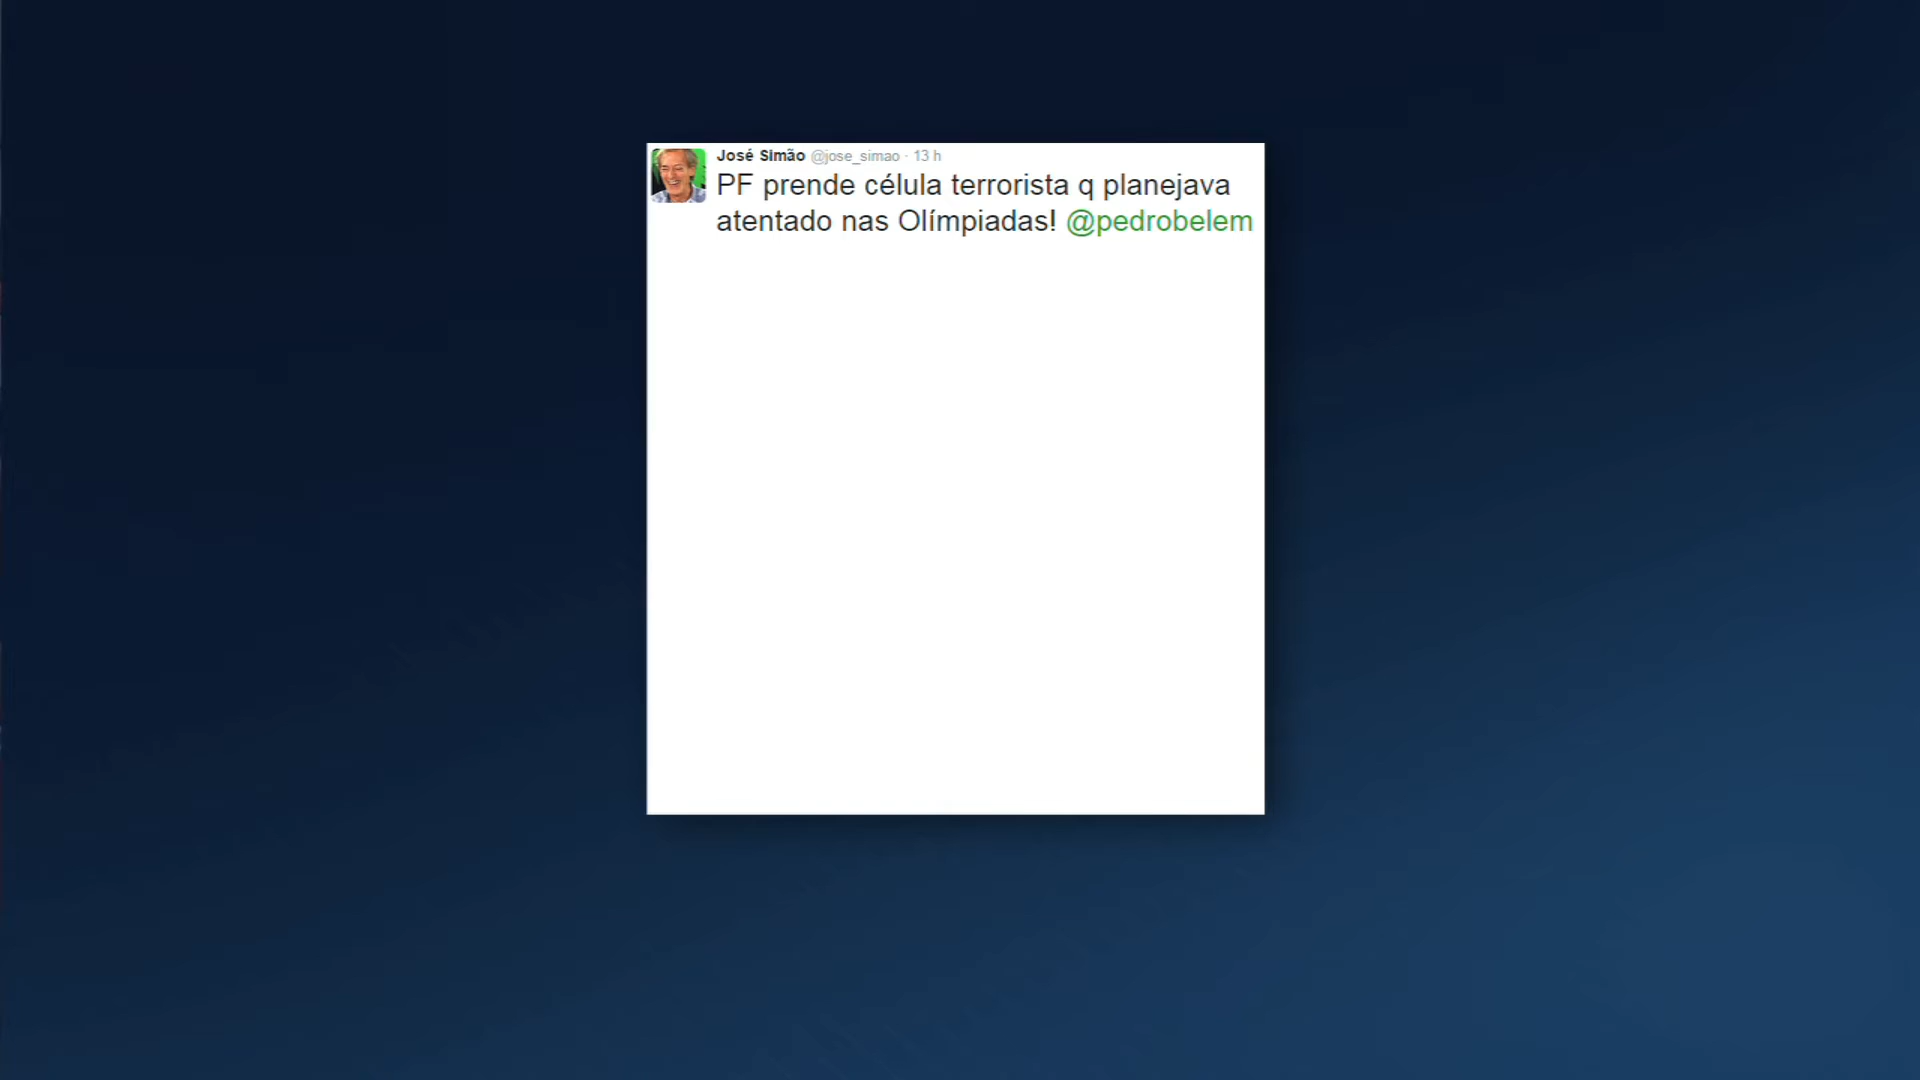 José Simão @jose_simao · 13 h
PF prende célula terrorista q planejava
atentado nas Olímpiadas! @pedrobelem